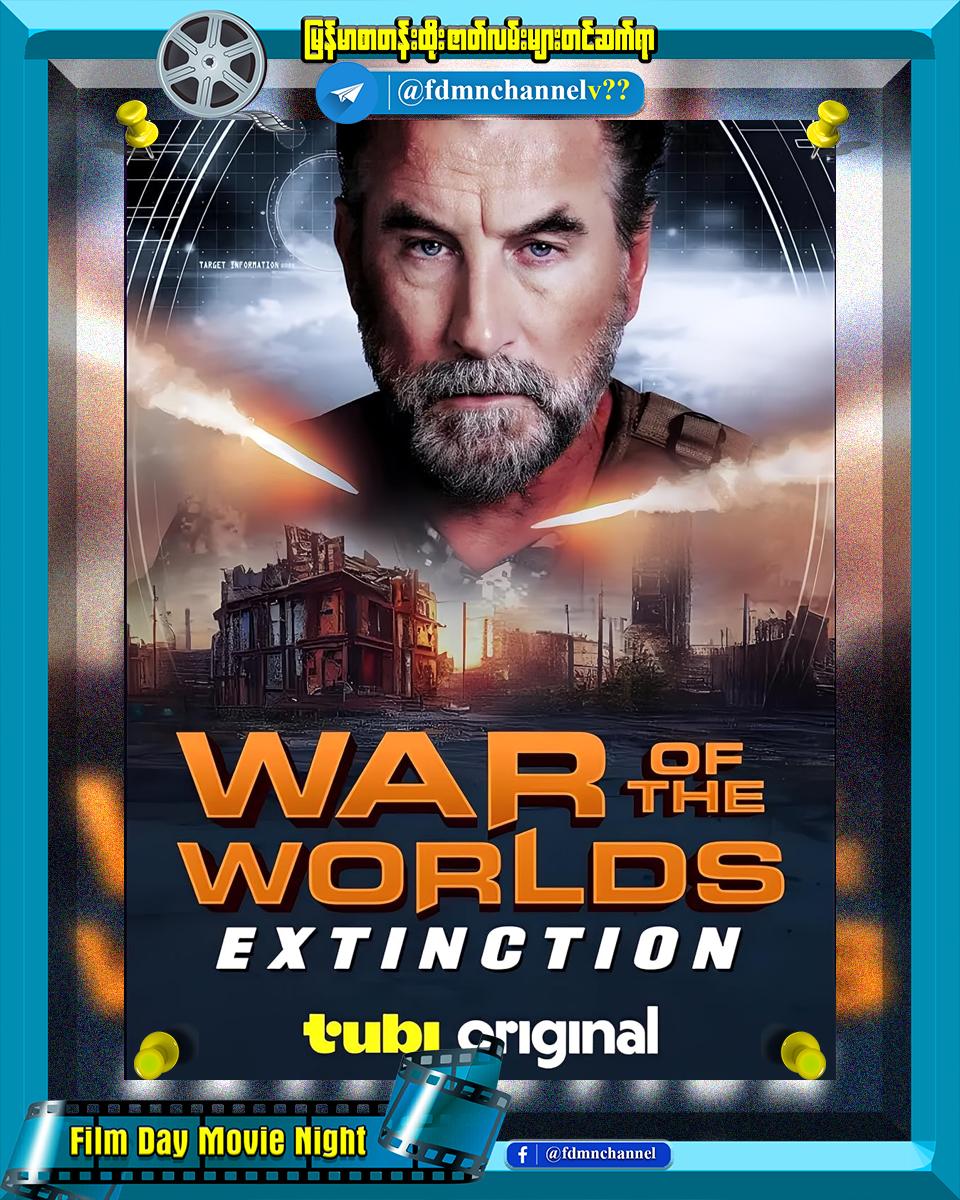 မြန်မာစာတန်းထိုးဇာတ်လမ်းများတင်ဆက်ရာ
@fdmnchannelv??
TARGET INFORMATION
WAR OF THE
WORLDS
EXTINCTION
tubi original
Film Day Movie Night
@fdmnchannel